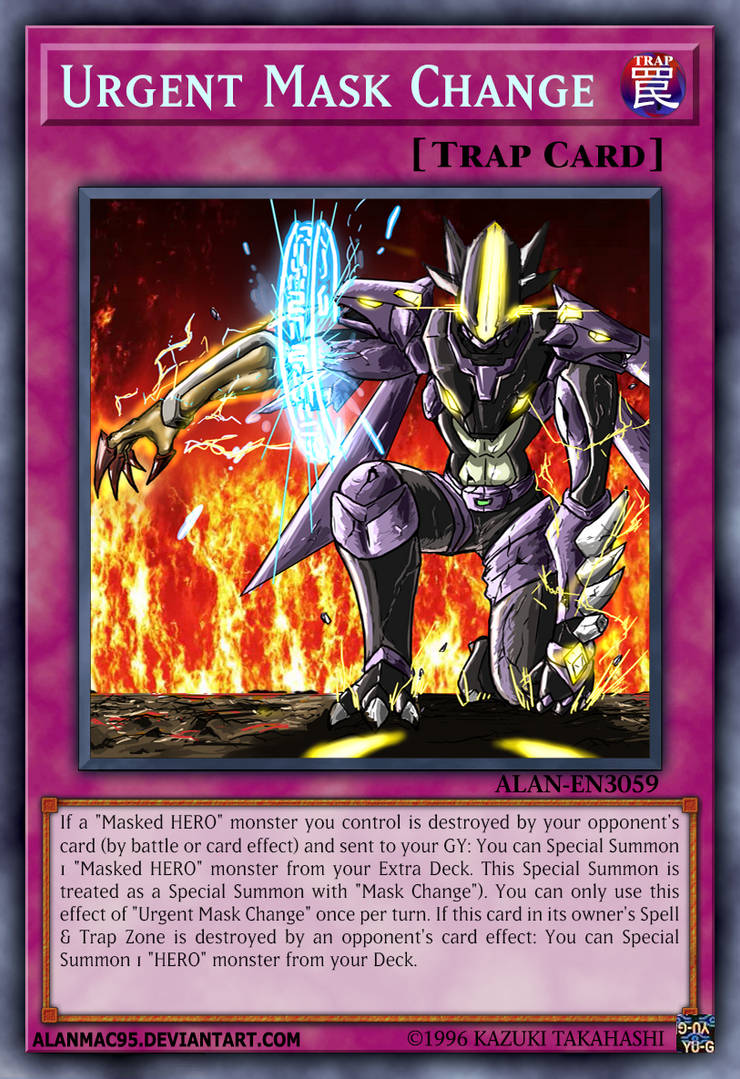 URGENT MASK CHANGE
TRAP
罠
[TRAP CARD]
ALAN-EN3059
If a "Masked HERO" monster you control is destroyed by your opponent's
card (by battle or card effect) and sent to your GY: You can Special Summon
1 "Masked HERO" monster from your Extra Deck. This Special Summon is
treated as a Special Summon with "Mask Change"). You can only use this
effect of "Urgent Mask Change" once per turn. If this card in its owner's Spell
& Trap Zone is destroyed by an opponent's card effect: You can Special
Summon 1 "HERO" monster from your Deck.
ALANMAC95.DEVIANTART.COM
©1996 KAZUKI TAKAHASHI
YU-G
YU-G